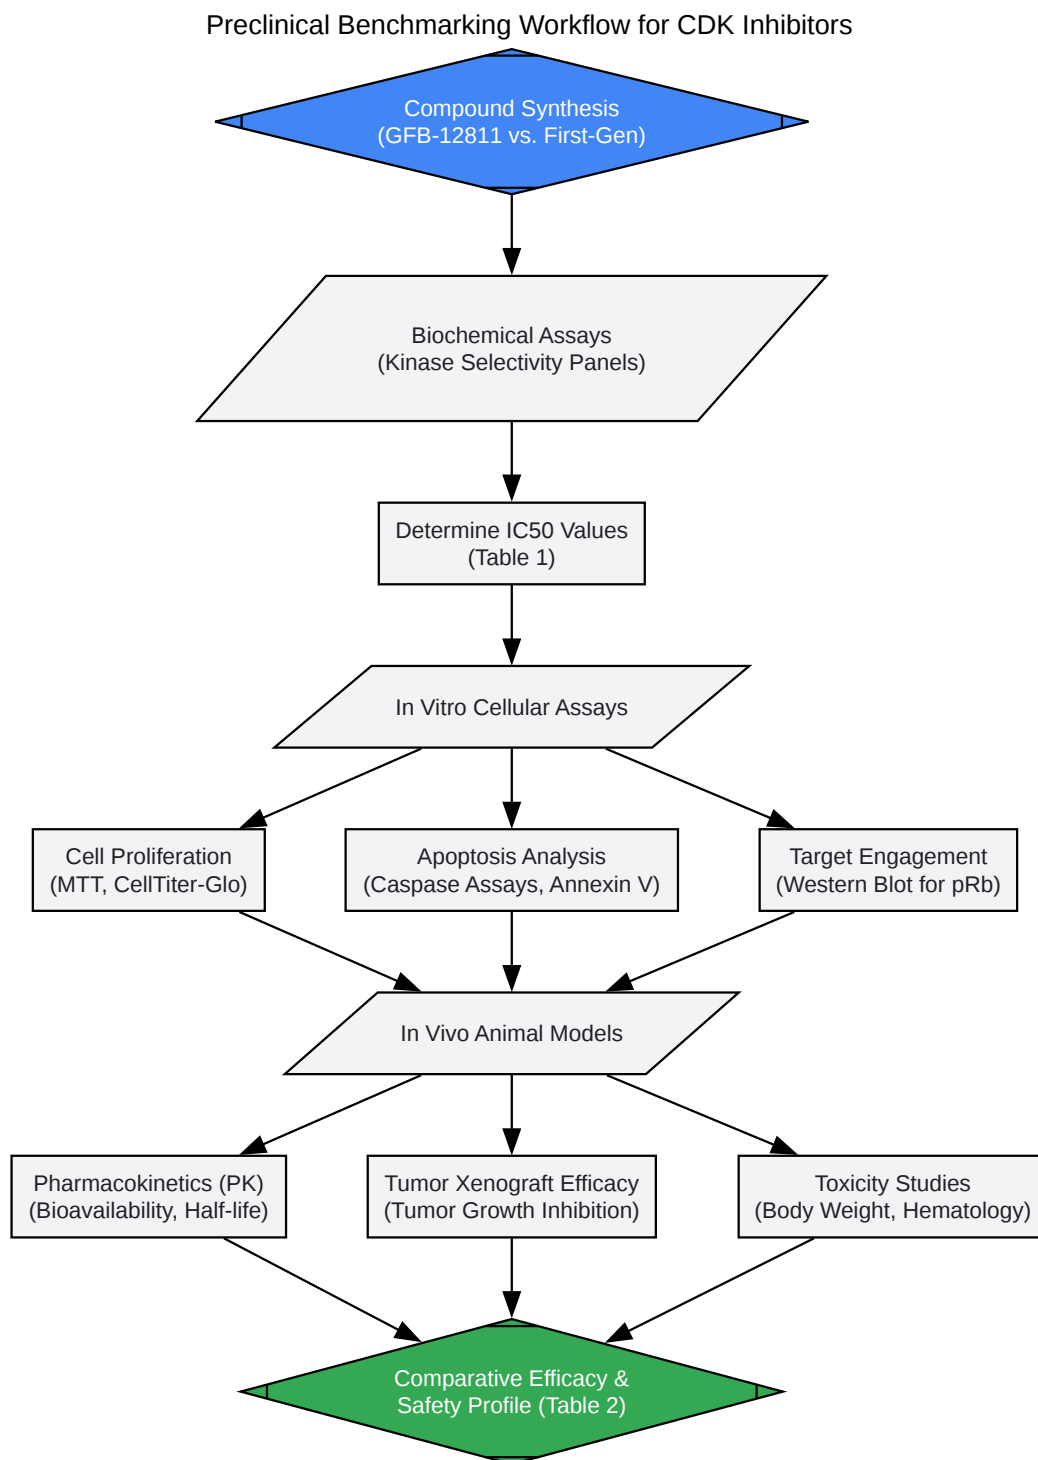 Preclinical Benchmarking Workflow for CDK Inhibitors
Compound Synthesis
(GFB-12811 vs. First-Gen)
Biochemical Assays
(Kinase Selectivity Panels)
Determine IC50 Values
(Table 1)
In Vitro Cellular Assays
Cell Proliferation
(MTT, CellTiter-Glo)
Apoptosis Analysis
(Caspase Assays, Annexin V)
Target Engagement
(Western Blot for pRb)
In Vivo Animal Models
Pharmacokinetics (PK)
(Bioavailability, Half-life)
Tumor Xenograft Efficacy
(Tumor Growth Inhibition)
Toxicity Studies
(Body Weight, Hematology)
Comparative Efficacy &
Safety Profile (Table 2)